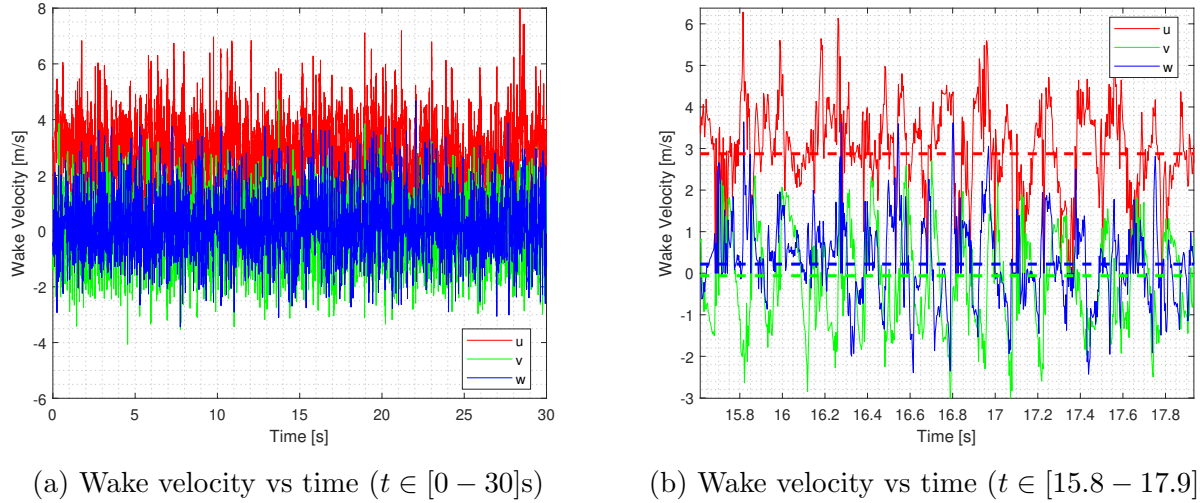 8
6
4
2
0
-2
-4
-6
Wake Velocity [m/s]
0 5 10 15 20 25 30
Time [s]
u
v
w
6
5
4
3
2
1
0
-1
-2
-3
Wake Velocity [m/s]
15.8 16 16.2 16.4 16.6 16.8 17 17.2 17.4 17.6 17.8
Time [s]
u
v
w
(a) Wake velocity vs time (t ∈ [0 − 30]s)
(b) Wake velocity vs time (t ∈ [15.8 − 17.9]